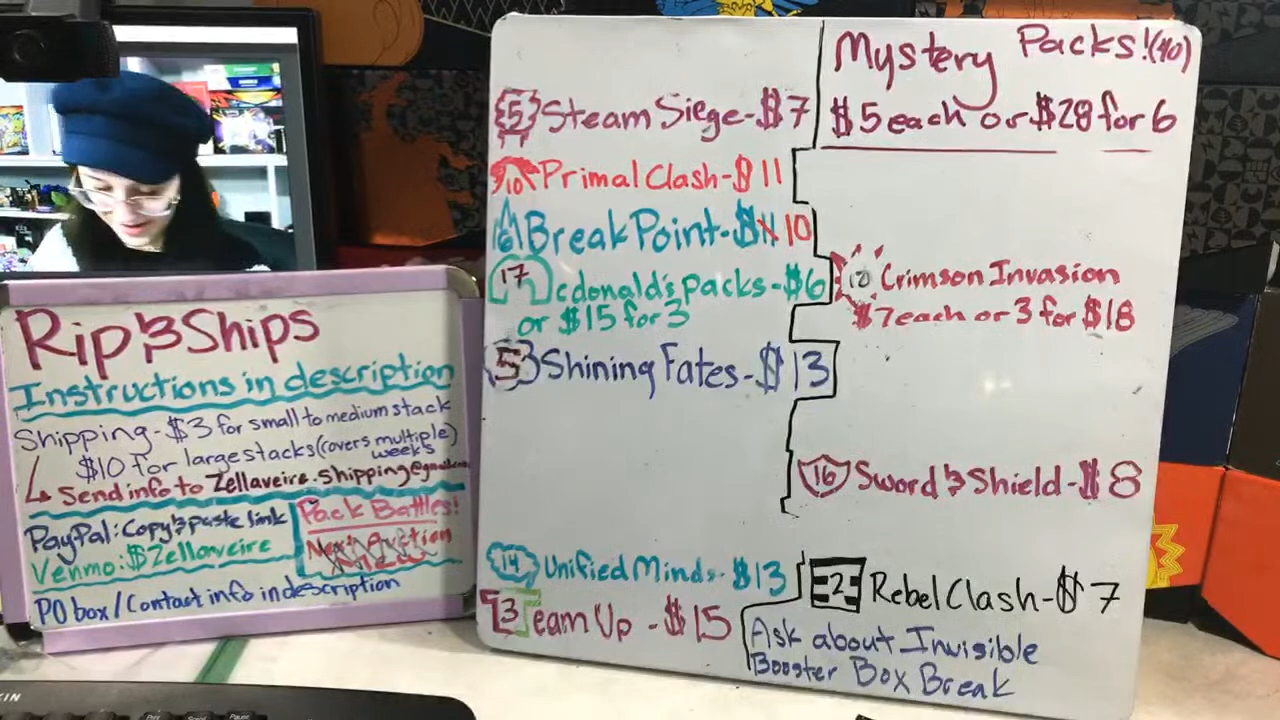 Rip & Ships
Instructions in description
Shipping - $3 for small to medium stack
$10 for large stacks (covers multiple weeks)
Send info to Zellaveire.shipping@
PayPal: Copy & paste link
Venmo: $Zellaveire
Pack Battles!
Next Auction
PO box / Contact info in description
5 Steam Siege - $7
10 Primal Clash - $11
6 Break Point - $ 10
17 Mcdonald's Packs - $6
or $15 for 3
5 Shining Fates - $13
14 Unified Minds - $13
3 Team Up - $15
Mystery Packs! (40)
$5 each or $28 for 6
Crimson Invasion
$7 each or 3 for $18
16 Sword & Shield - $8
2 Rebel Clash - $7
Ask about Invisible
Booster Box Break